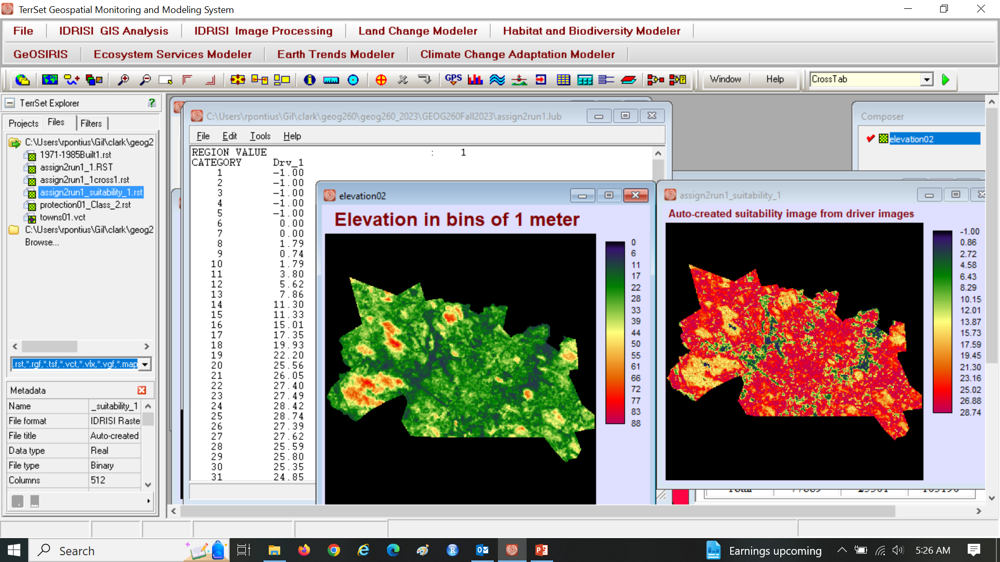 TerrSet Geospatial Monitoring and Modeling System
File IDRISI GIS Analysis IDRISI Image Processing Land Change Modeler Habitat and Biodiversity Modeler
GeOSIRIS Ecosystem Services Modeler Earth Trends Modeler Climate Change Adaptation Modeler
GPS Window Help CrossTab
TerrSet Explorer ?
Projects Files Filters
C:\Users\rpontius\Gil\clark\geog2
1971-1985Built1.rst
assign2run1_1.RST
assign2run1_1cross1.rst
assign2run1_suitability_1.rst
protection01_Class_2.rst
towns01.vct
C:\Users\rpontius\Gil\clark\geog2
Browse...
.rst,*.rgf,*.tsf,*.vct,*.vlx,*.vgf,*.map
Metadata
Name _suitability_1
File format IDRISI Raste
File title Auto-created
Data type Real
File type Binary
Columns 512
C:\Users\rpontius\Gil\clark\geog260\geog260_2023\GEOG260Fall2023\assign2run1.lub
File Edit Tools Help
REGION VALUE : 1
CATEGORY Drv_1
1 -1.00
2 -1.00
3 -1.00
4 -1.00
5 -1.00
6 0.00
7 0.00
8 1.79
9 0.74
10 1.79
11 3.80
12 5.62
13 7.86
14 11.30
15 11.33
16 15.01
17 17.35
18 19.93
19 22.20
20 25.56
21 26.05
22 27.40
23 27.49
24 28.42
25 28.74
26 27.39
27 27.62
28 25.59
29 25.80
30 25.35
31 24.85
elevation02
Elevation in bins of 1 meter
0
6
11
17
22
28
33
39
44
50
55
61
66
72
77
83
88
Composer
elevation02
assign2run1_suitability_1
Auto-created suitability image from driver images
-1.00
0.86
2.72
4.58
6.43
8.29
10.15
12.01
13.87
15.73
17.59
19.45
21.30
23.16
25.02
26.88
28.74
Search
Earnings upcoming 5:26 AM